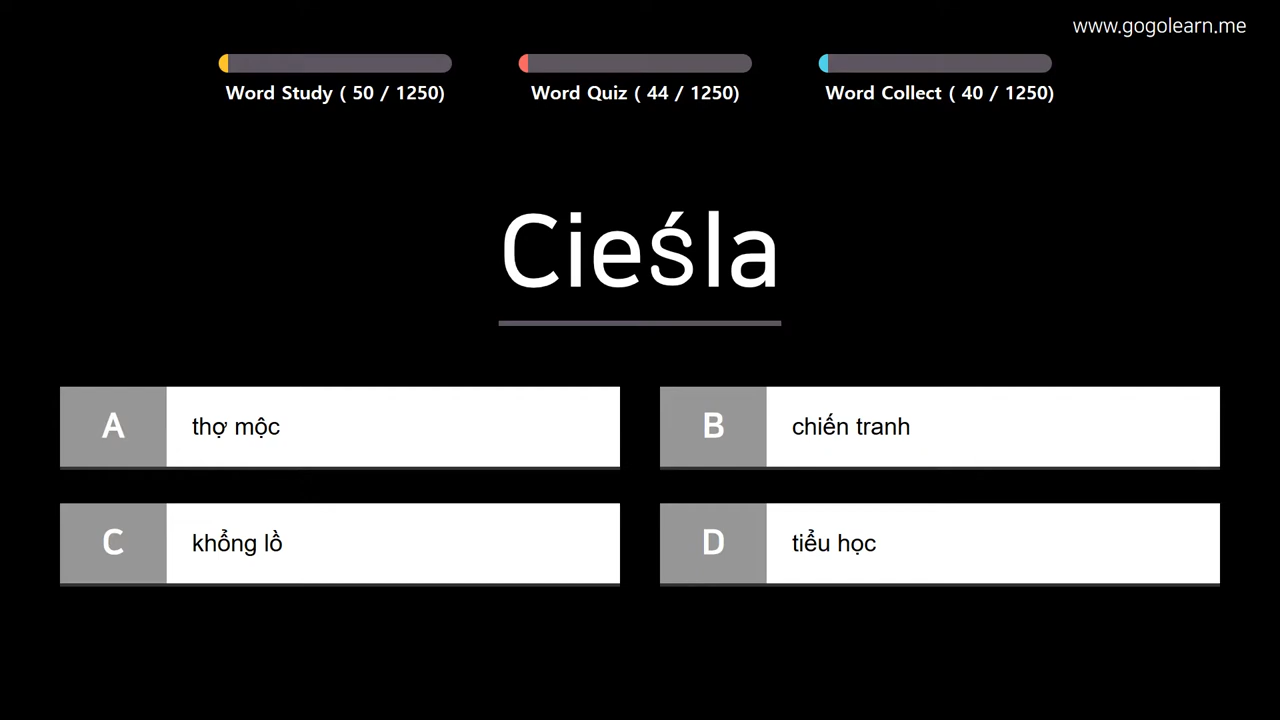 www.gogolearn.me
Word Study ( 50 / 1250)
Word Quiz ( 44 / 1250)
Word Collect ( 40 / 1250)
Cieśla
A thợ mộc
B chiến tranh
C khổng lồ
D tiểu học